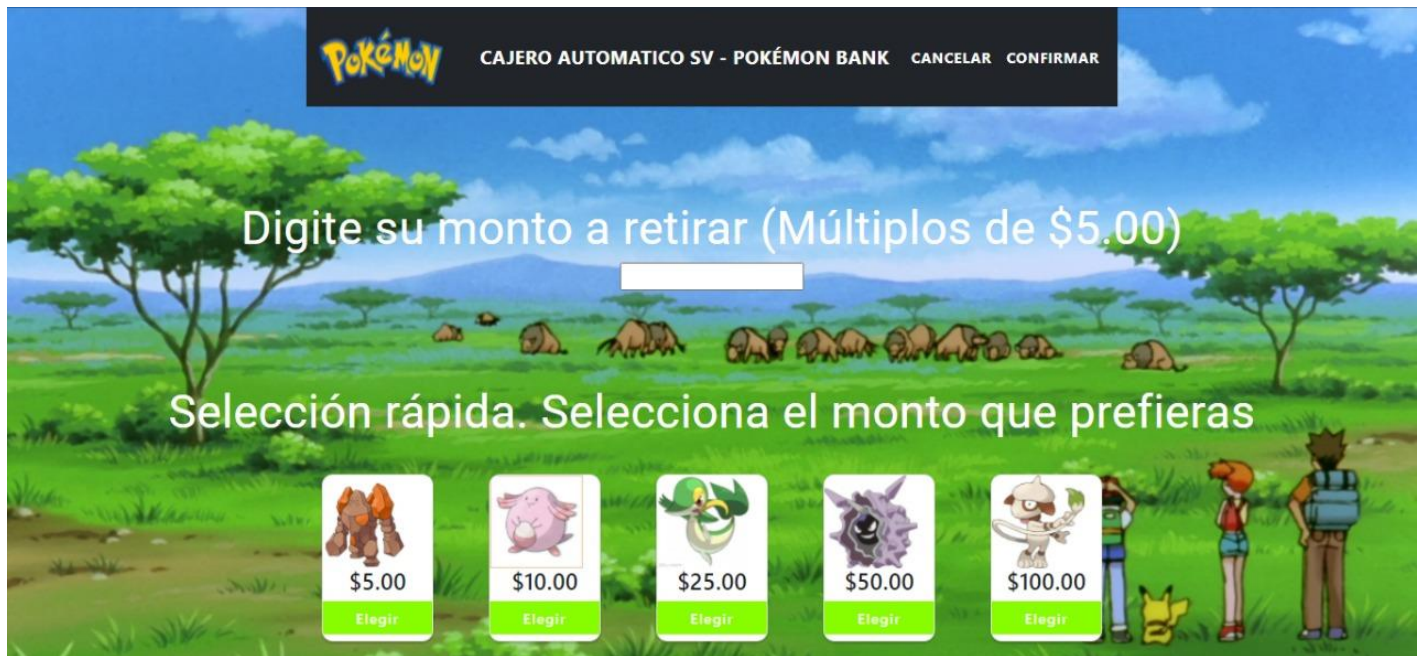 POKéMON
CAJERO AUTOMATICO SV - POKÉMON BANK CANCELAR CONFIRMAR
Digite su monto a retirar (Múltiplos de $5.00)
Selección rápida. Selecciona el monto que prefieras
$5.00 $10.00 $25.00 $50.00 $100.00
Elegir Elegir Elegir Elegir Elegir